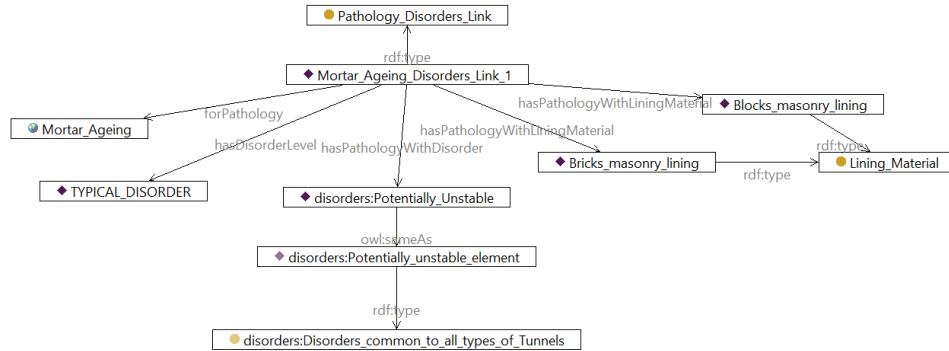 Pathology_Disorders_Link
rdf:type
Mortar_Ageing_Disorders_Link_1
hasPathologyWithLiningMaterial
Blocks_masonry_lining
forPathology
Mortar_Ageing
hasPathologyWithLiningMaterial
hasDisorderLevel
hasPathologyWithDisorder
rdf:type
Bricks_masonry_lining
Lining_Material
rdf:type
TYPICAL_DISORDER
disorders:Potentially_Unstable
owl:sameAs
disorders:Potentially_unstable_element
rdf:type
disorders:Disorders_common_to_all_types_of_Tunnels